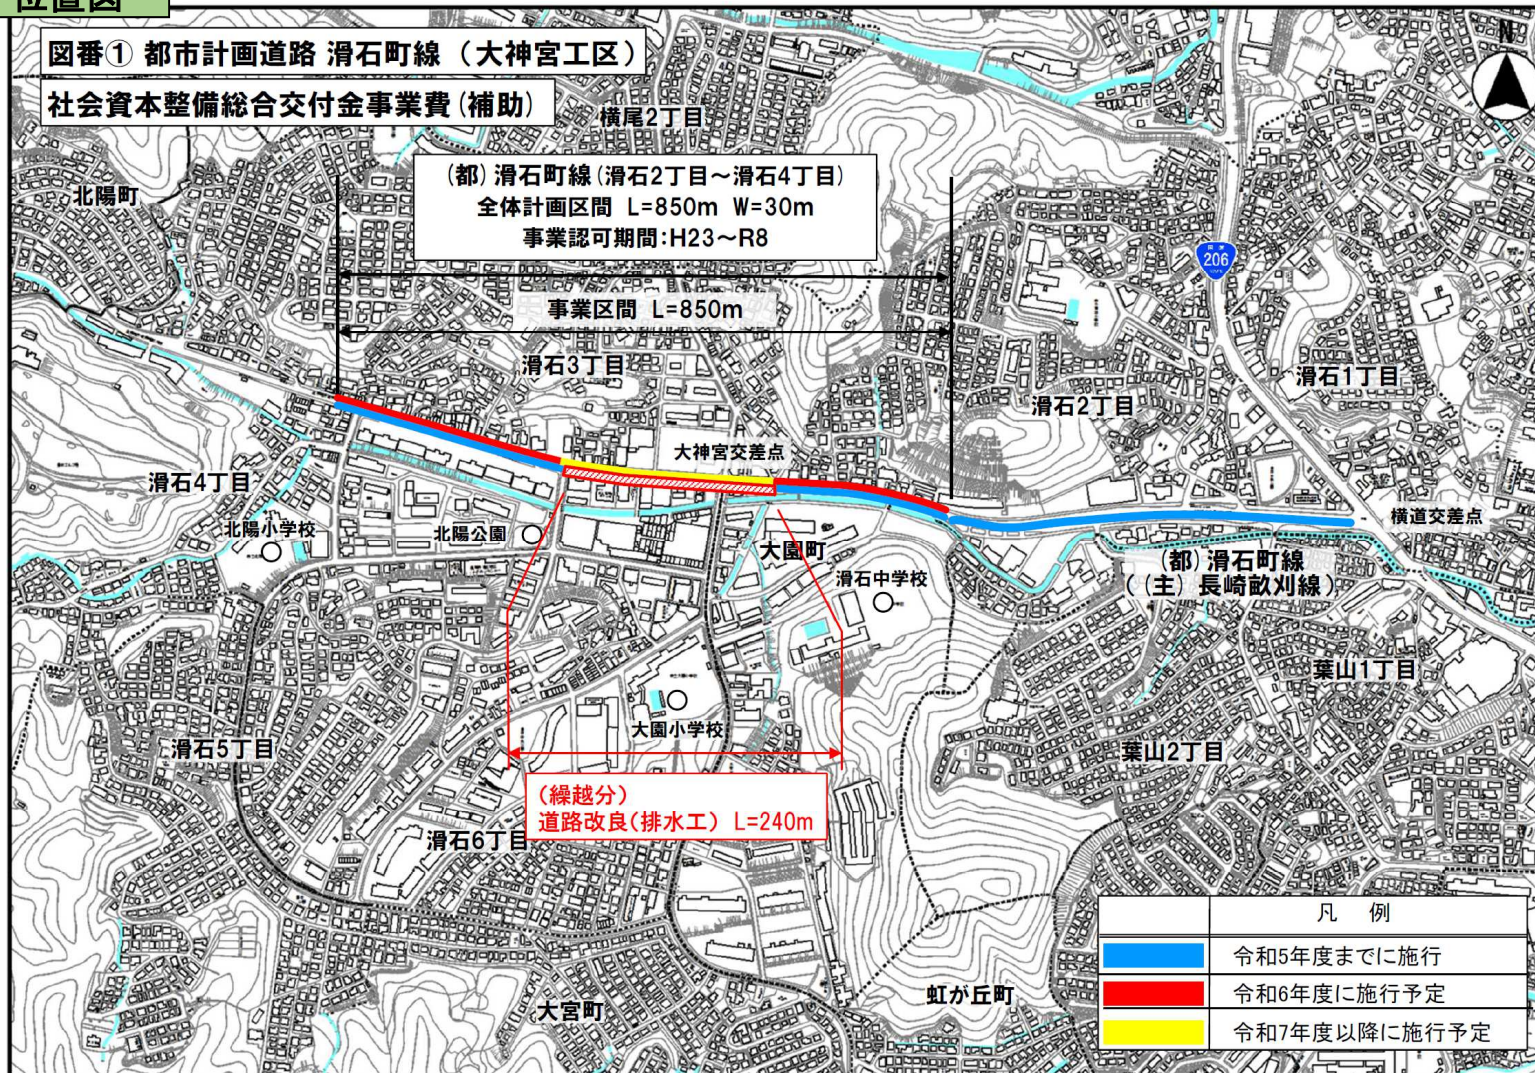 位置図
図番① 都市計画道路 滑石町線 (大神宮工区)
社会資本整備総合交付金事業費(補助)
N
横尾2丁目
北陽町
(都)滑石町線(滑石2丁目~滑石4丁目)
全体計画区間 L=850m W=30m
事業認可期間:H23~R8
206
事業区間 L=850m
滑石3丁目
滑石1丁目
滑石2丁目
大神宮交差点
滑石4丁目
北陽小学校
北陽公園
横道交差点
大園町
(都)滑石町線
((主)長崎畝刈線)
滑石中学校
葉山1丁目
大園小学校
滑石5丁目
葉山2丁目
(繰越分)
道路改良(排水工) L=240m
滑石6丁目
虹が丘町
大宮町
凡 例
令和5年度までに施行
令和6年度に施行予定
令和7年度以降に施行予定